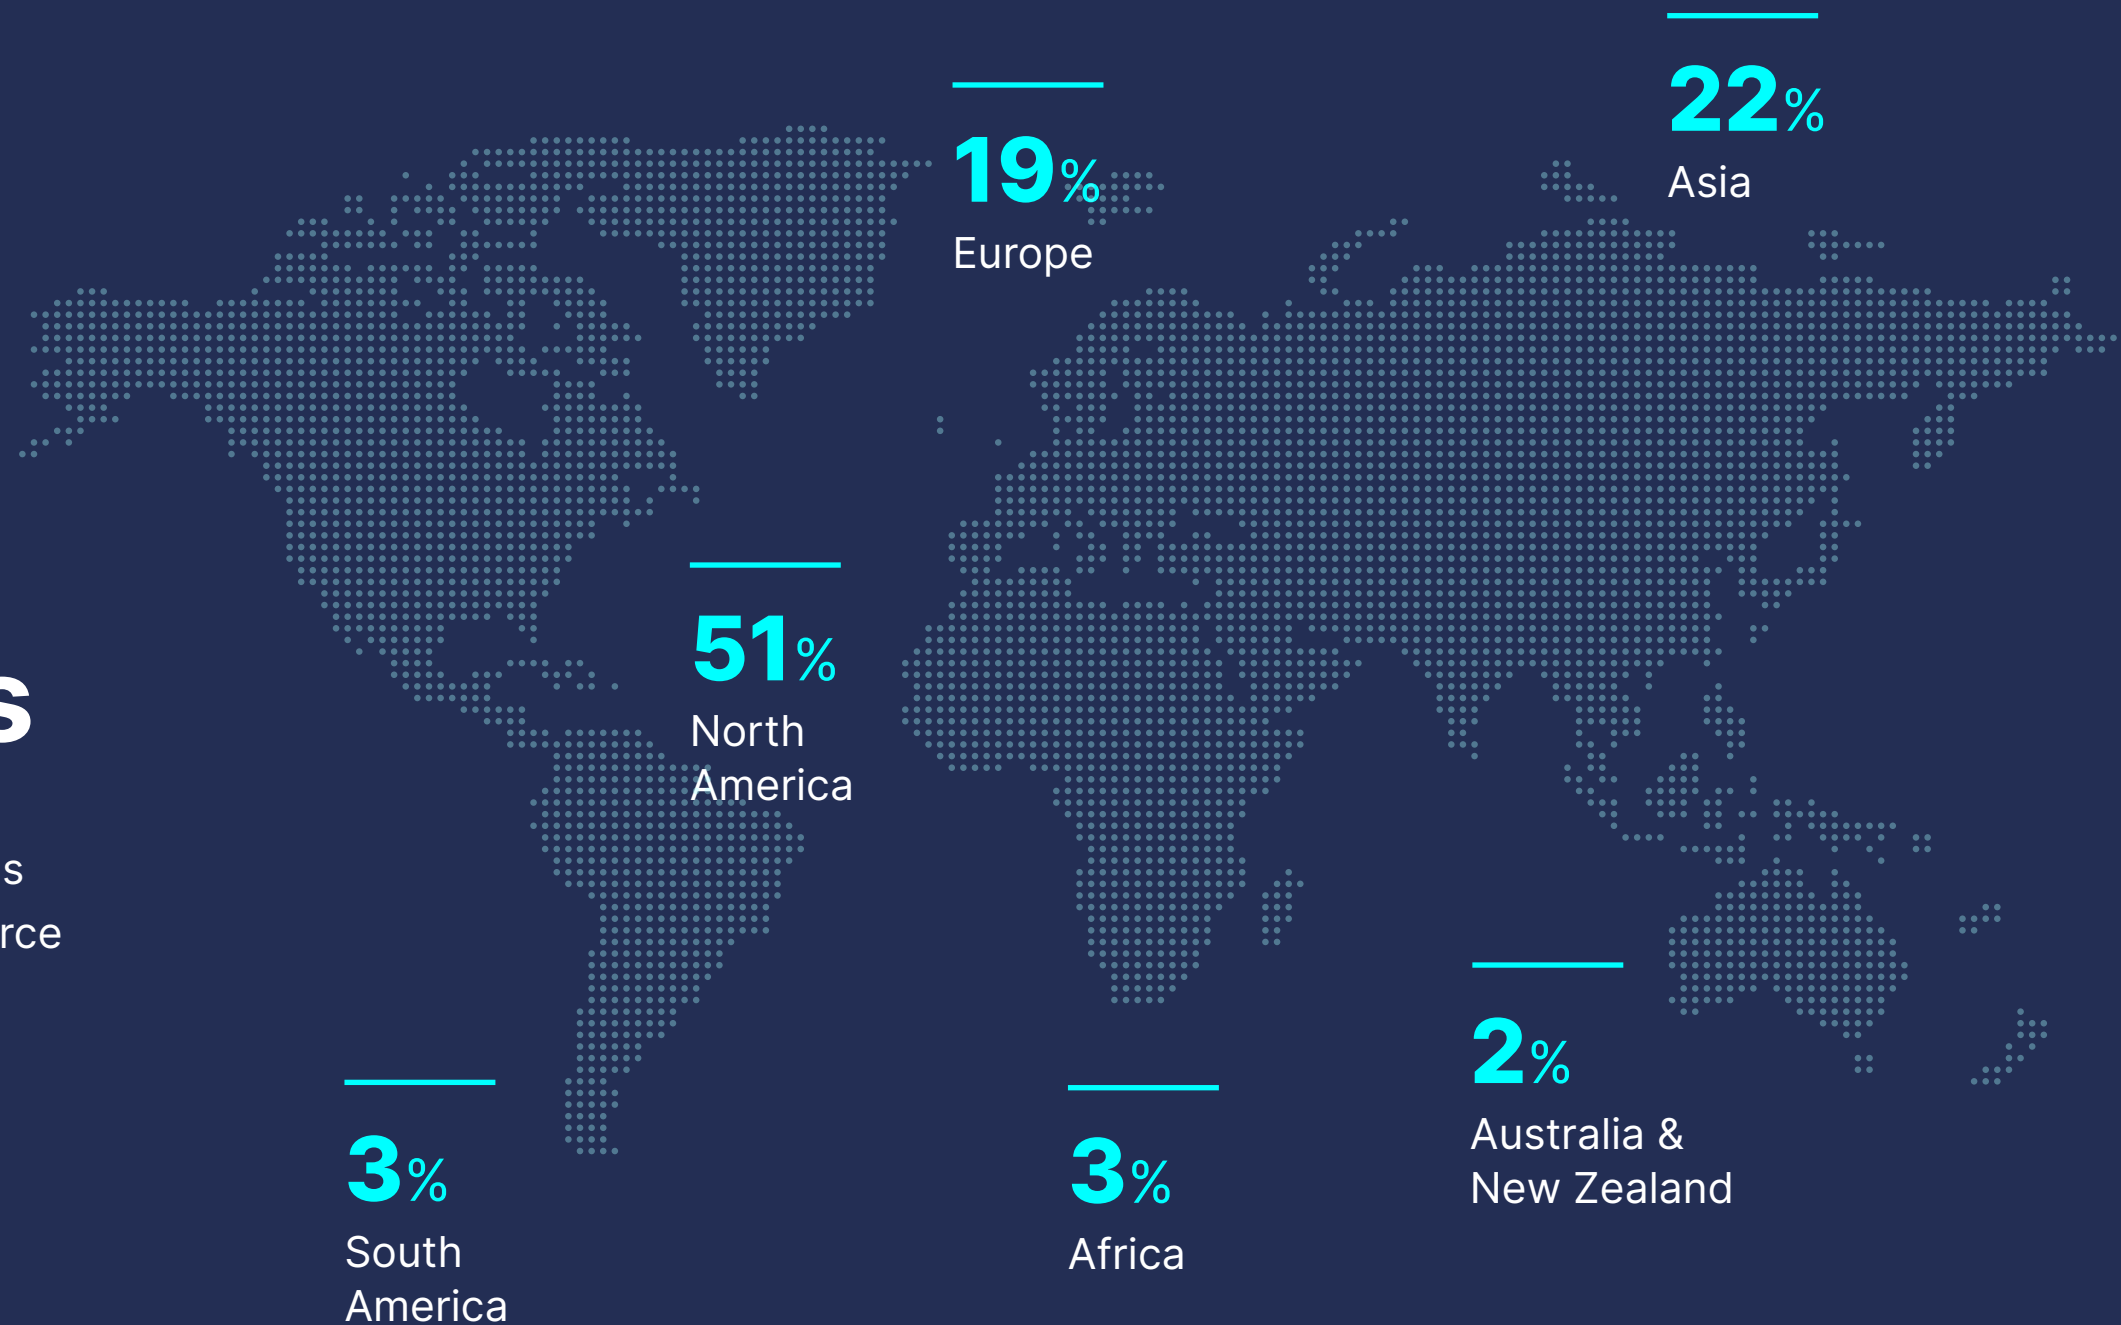 22%
Asia
19%
Europe
51%
North
America
s
s
rce
2%
Australia &
New Zealand
3%
South
America
3%
Africa